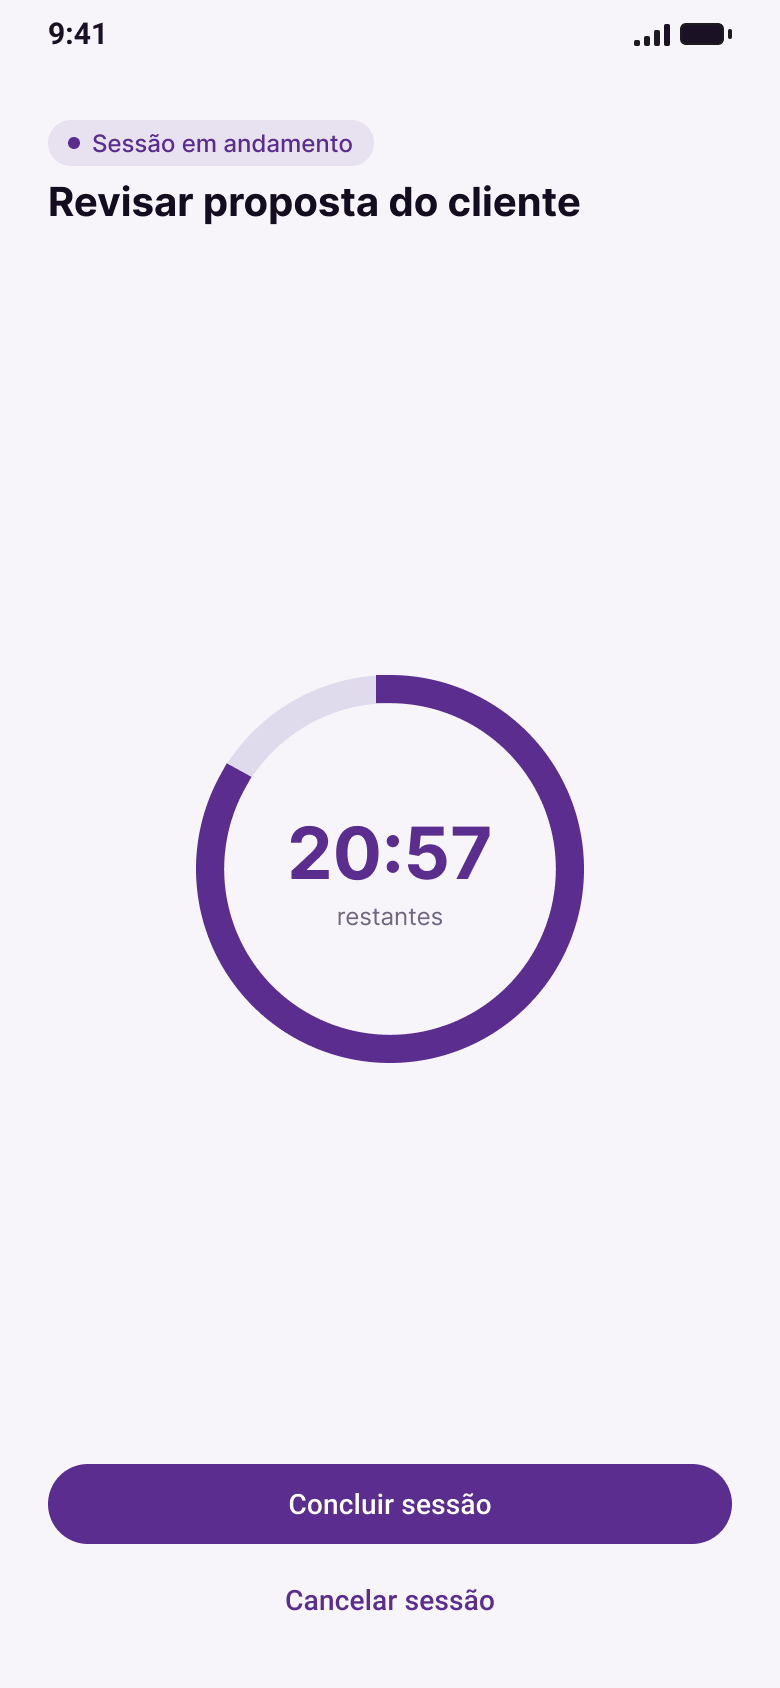 9:41
Sessão em andamento
Revisar proposta do cliente
20:57
restantes
Concluir sessão
Cancelar sessão